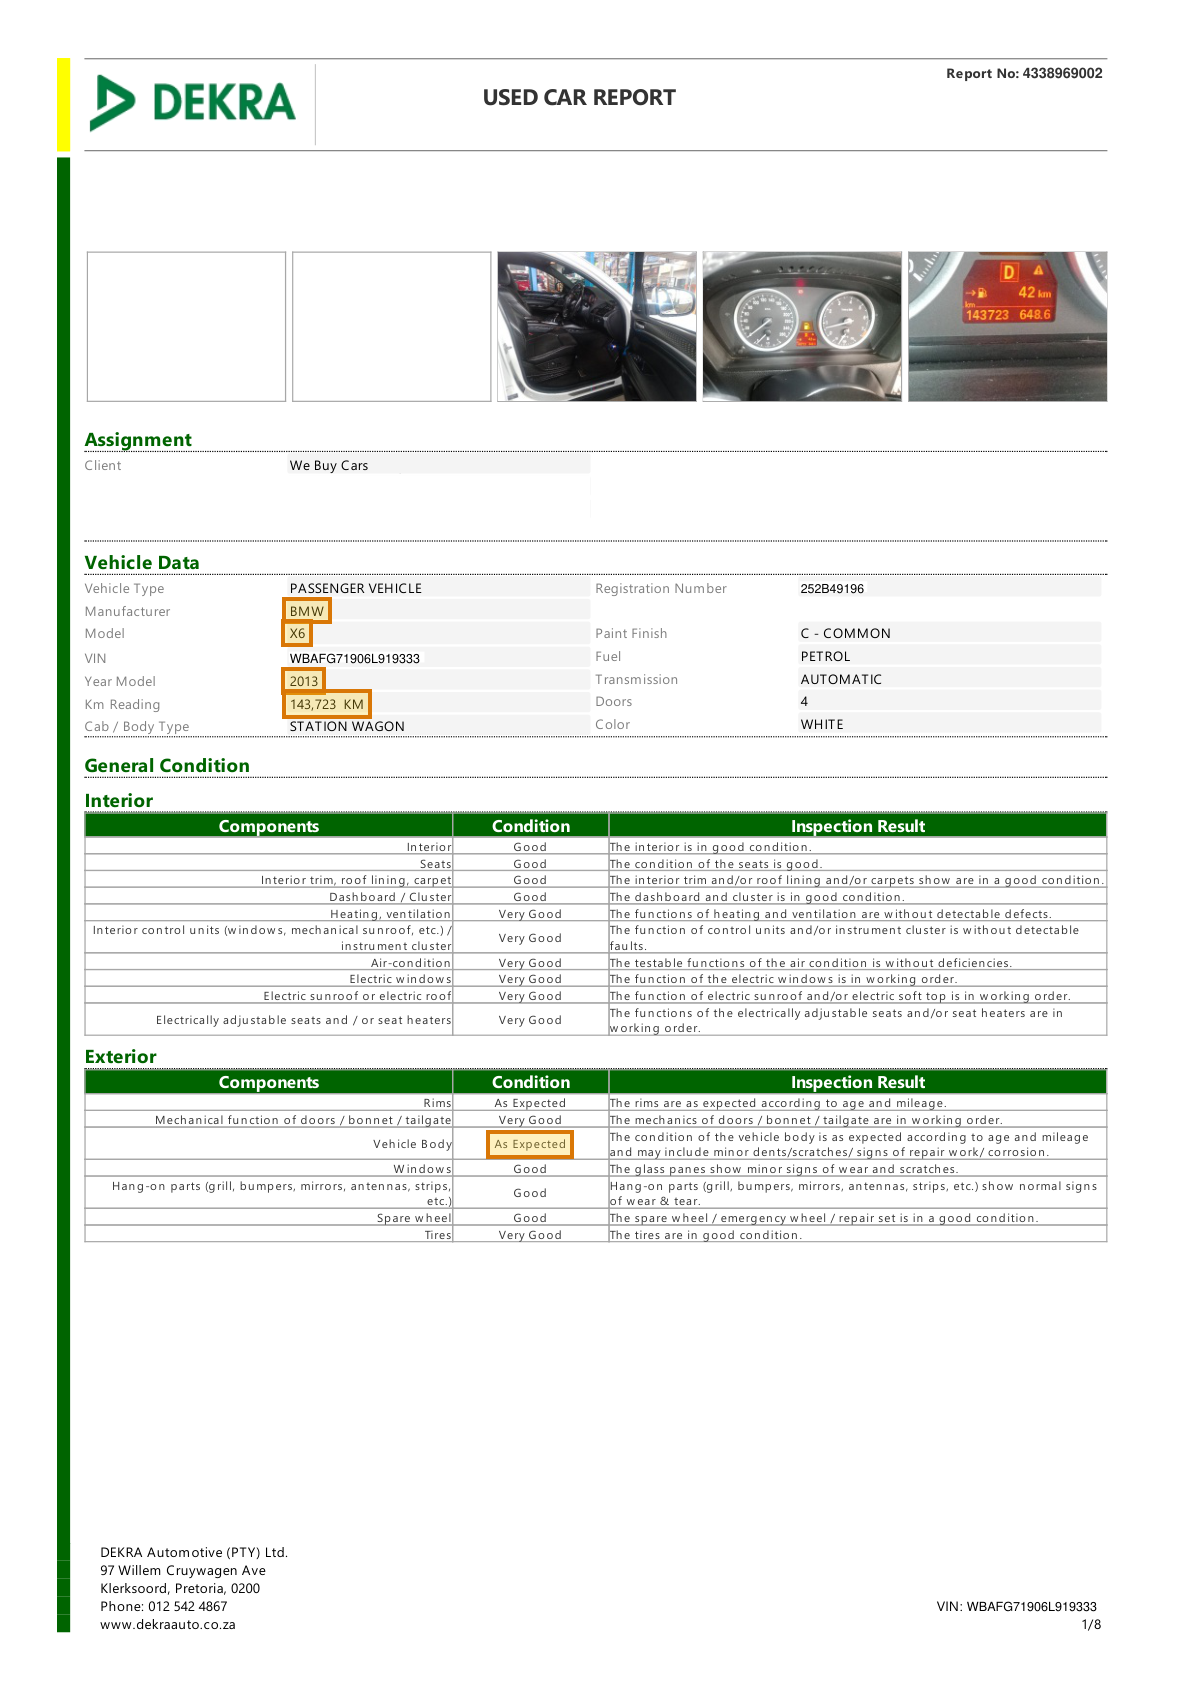 DEKRA
USED CAR REPORT
Report No: 4338969002
D
42 km
km
143723 648.6
Assignment
Client We Buy Cars
Vehicle Data
Vehicle Type PASSENGER VEHICLE Registration Number 252B49196
Manufacturer BMW
Model X6 Paint Finish C - COMMON
VIN WBAFG71906L919333 Fuel PETROL
Year Model 2013 Transmission AUTOMATIC
Km Reading 143,723 KM Doors 4
Cab / Body Type STATION WAGON Color WHITE
General Condition
Interior
Components Condition Inspection Result
Interior Good The interior is in good condition.
Seats Good The condition of the seats is good.
Interior trim, roof lining, carpet Good The interior trim and/or roof lining and/or carpets show are in a good condition.
Dashboard / Cluster Good The dashboard and cluster is in good condition.
Heating, ventilation Very Good The functions of heating and ventilation are without detectable defects.
Interior control units (windows, mechanical sunroof, etc.) /
instrument cluster Very Good The function of control units and/or instrument cluster is without detectable
faults.
Air-condition Very Good The testable functions of the air condition is without deficiencies.
Electric windows Very Good The function of the electric windows is in working order.
Electric sunroof or electric roof Very Good The function of electric sunroof and/or electric soft top is in working order.
Electrically adjustable seats and / or seat heaters Very Good The functions of the electrically adjustable seats and/or seat heaters are in
working order.
Exterior
Components Condition Inspection Result
Rims As Expected The rims are as expected according to age and mileage.
Mechanical function of doors / bonnet / tailgate Very Good The mechanics of doors / bonnet / tailgate are in working order.
Vehicle Body As Expected The condition of the vehicle body is as expected according to age and mileage
and may include minor dents/scratches/ signs of repair work/ corrosion.
Windows Good The glass panes show minor signs of wear and scratches.
Hang-on parts (grill, bumpers, mirrors, antennas, strips,
etc.) Good Hang-on parts (grill, bumpers, mirrors, antennas, strips, etc.) show normal signs
of wear & tear.
Spare wheel Good The spare wheel / emergency wheel / repair set is in a good condition.
Tires Very Good The tires are in good condition.
DEKRA Automotive (PTY) Ltd.
97 Willem Cruywagen Ave
Klerksoord, Pretoria, 0200
Phone: 012 542 4867
www.dekraauto.co.za
VIN: WBAFG71906L919333
1/8